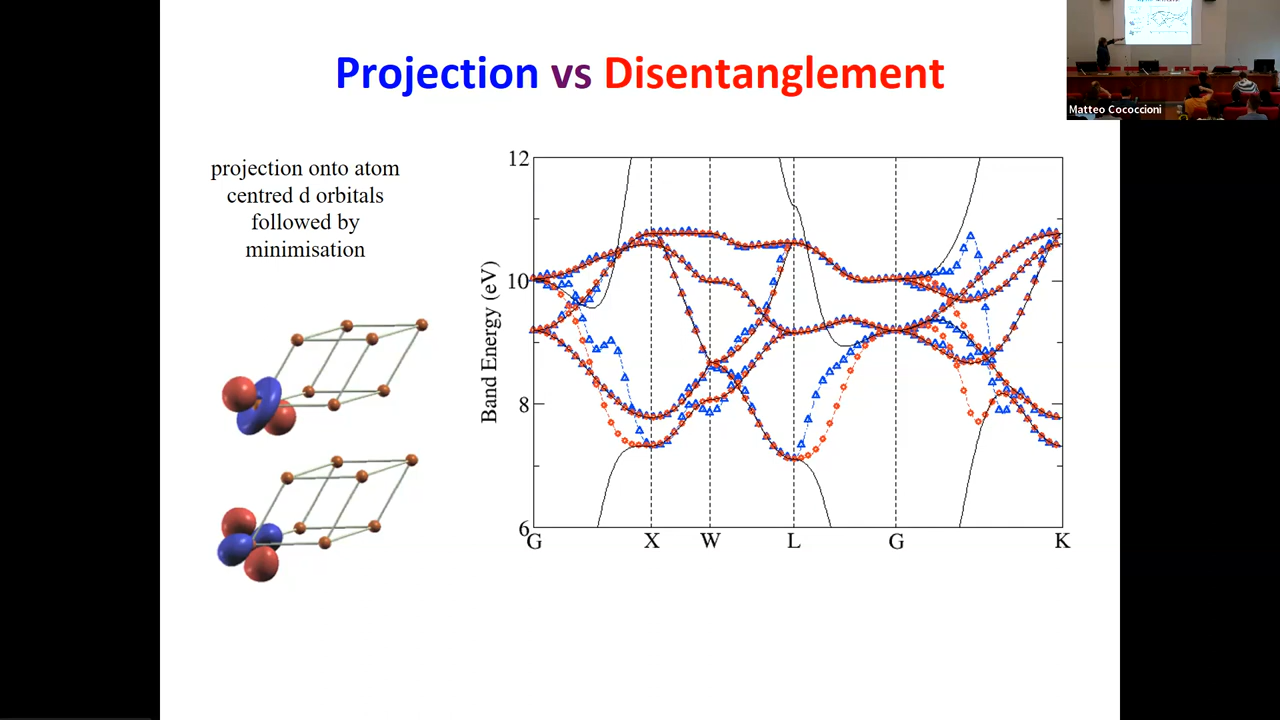 Projection vs Disentanglement
Matteo Cococcioni
projection onto atom
centred d orbitals
followed by
minimisation
Band Energy (eV)
12
10
8
6
G X W L G K